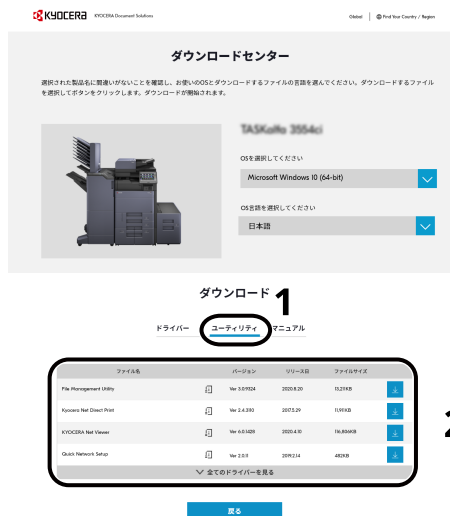 KYOCERA KYOCERA Document Solutions
Global Find Your Country / Region
ダウンロードセンター
選択された製品名に間違いがないことを確認し、お使いのOSとダウンロードするファイルの言語を選んでください。ダウンロードするファイル
を選択してボタンをクリックします。ダウンロードが開始されます。
TASKalfa 3554ci
OSを選択してください
Microsoft Windows 10 (64-bit)
OS言語を選択してください
日本語
ダウンロード 1
ドライバー ユーティリティ マニュアル
ファイル名 バージョン リリース日 ファイルサイズ
File Management Utility Ver 3.0.9324 2020.8.20 13,201KB
Kyocera Net Direct Print Ver 2.4.3110 2017.5.29 11,911KB
KYOCERA Net Viewer Ver 6.0.1428 2020.4.10 116,806KB
Quick Network Setup Ver 2.0.11 2019.2.14 482KB
全てのドライバーを見る
2
戻る